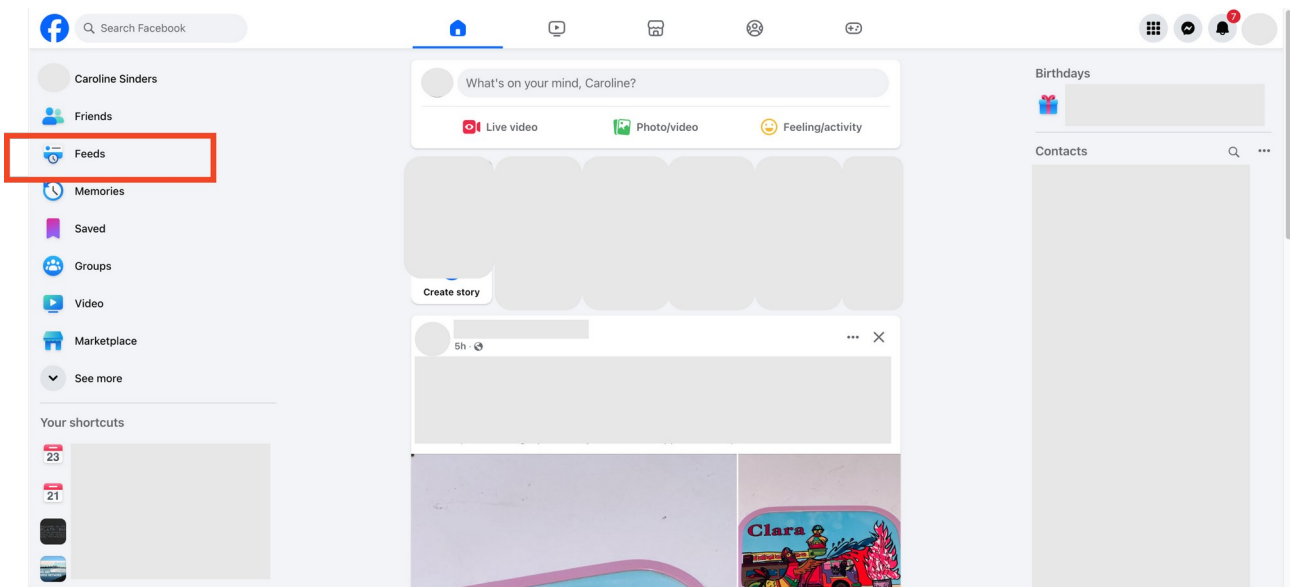 Search Facebook
7
Caroline Sinders
Friends
Feeds
Memories
Saved
Groups
Video
Marketplace
See more
Your shortcuts
23
21
What's on your mind, Caroline?
Live video
Photo/video
Feeling/activity
Create story
5h ·
Clara
Birthdays
Contacts